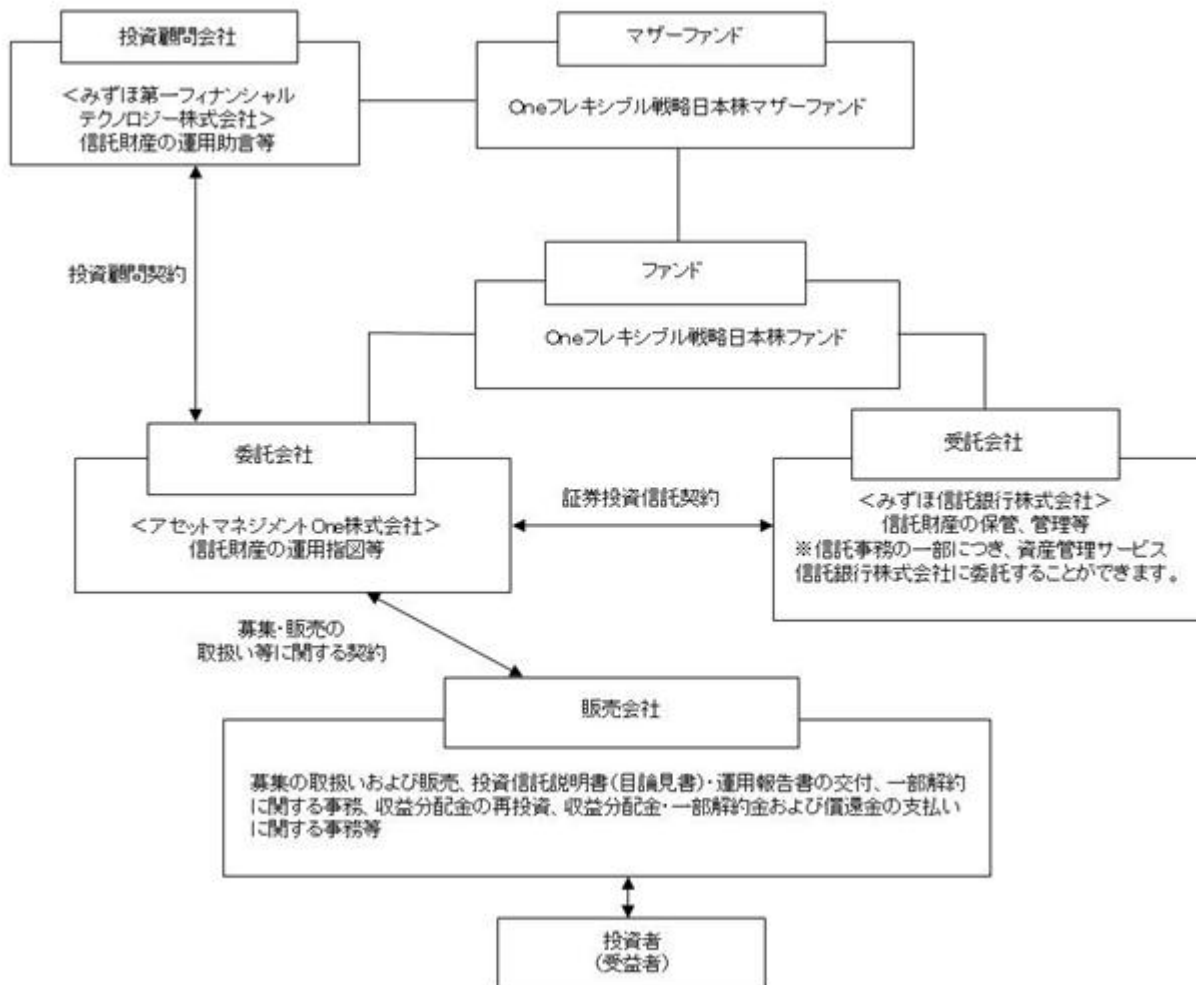 投資顧問会社
<みずほ第一フィナンシャル
テクノロジー株式会社>
信託財産の運用助言等
マザーファンド
Oneフレキシブル戦略日本株マザーファンド
投資顧問契約
ファンド
Oneフレキシブル戦略日本株ファンド
委託会社
<アセットマネジメントOne株式会社>
信託財産の運用指図等
証券投資信託契約
受託会社
<みずほ信託銀行株式会社>
信託財産の保管、管理等
※信託事務の一部につき、資産管理サービス
信託銀行株式会社に委託することができます。
募集・販売の
取扱い等に関する契約
販売会社
募集の取扱いおよび販売、投資信託説明書(目論見書)・運用報告書の交付、一部解約
に関する事務、収益分配金の再投資、収益分配金・一部解約金および償還金の支払い
に関する事務等
投資者
(受益者)